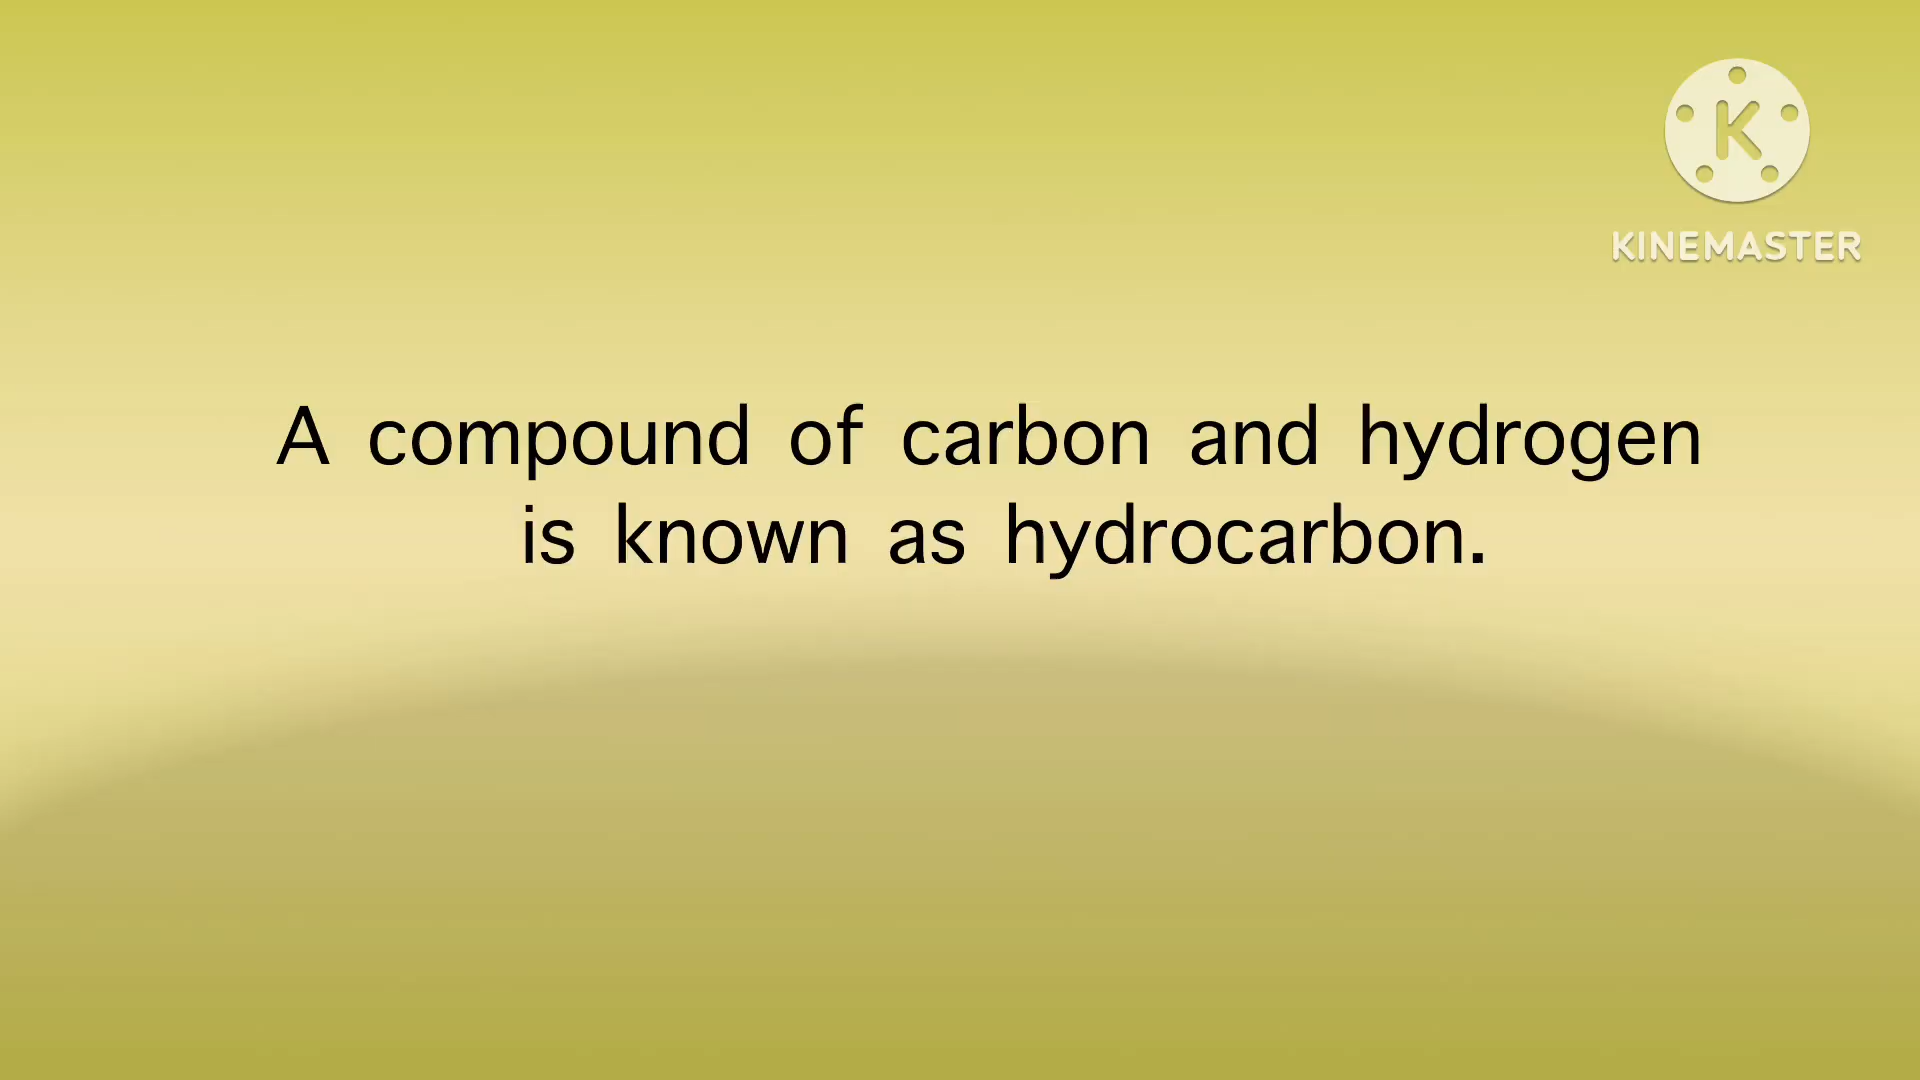 K
KINEMASTER
A compound of carbon and hydrogen
is known as hydrocarbon.